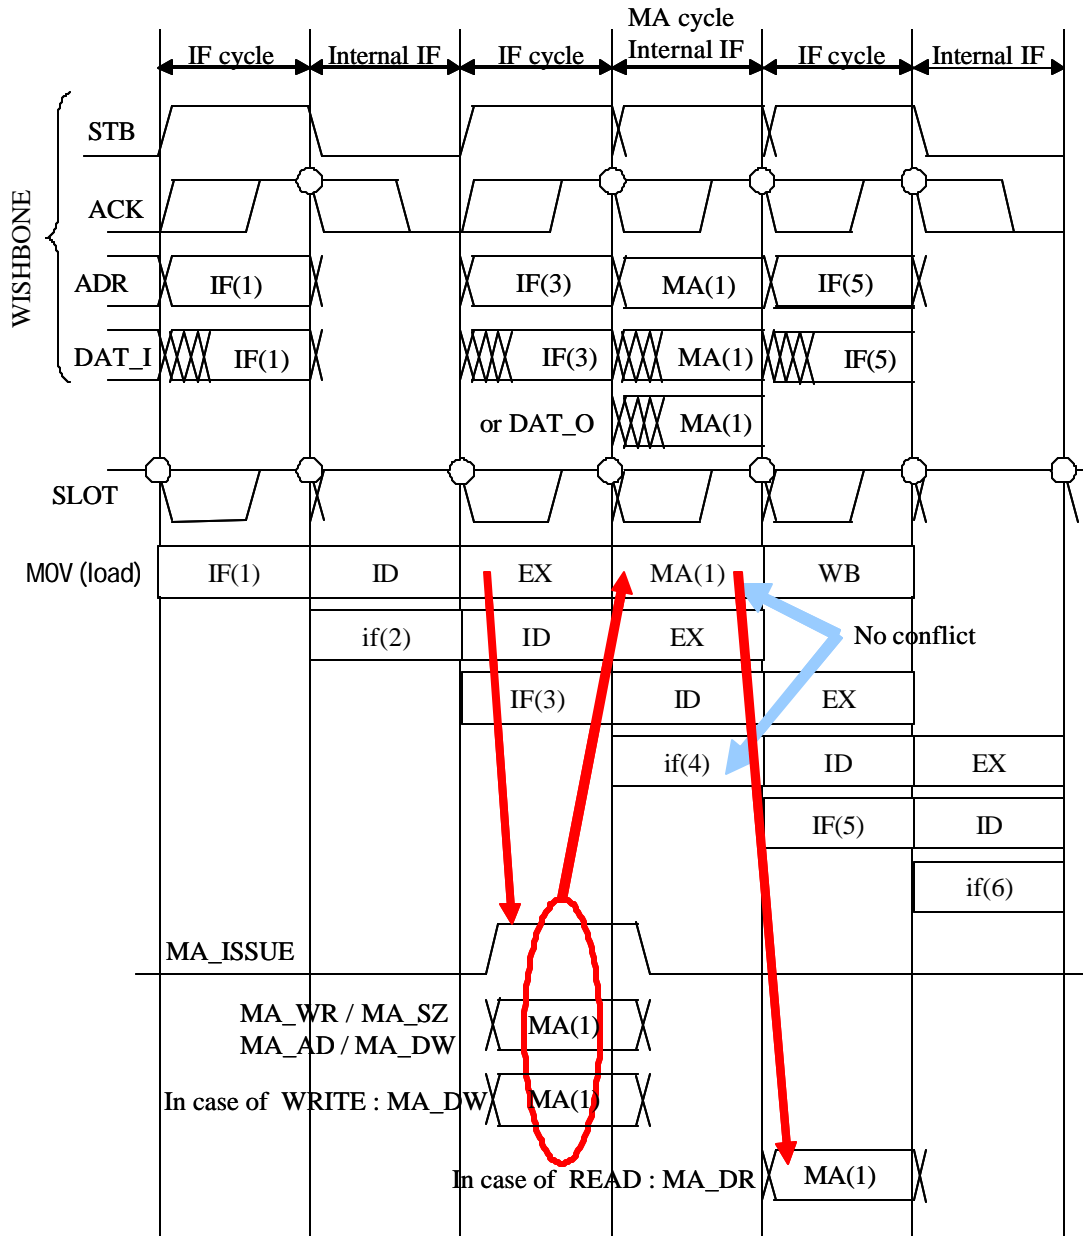 MA cycle
IF cycle Internal IF IF cycle Internal IF IF cycle Internal IF
WISHBONE
STB
ACK
ADR IF(1) IF(3) MA(1) IF(5)
DAT_I IF(1) IF(3) MA(1) IF(5)
or DAT_O MA(1)
SLOT
MOV (load) IF(1) ID EX MA(1) WB
if(2) ID EX No conflict
IF(3) ID EX
if(4) ID EX
IF(5) ID
if(6)
MA_ISSUE
MA_WR / MA_SZ
MA_AD / MA_DW MA(1)
In case of WRITE : MA_DW MA(1)
In case of READ : MA_DR MA(1)